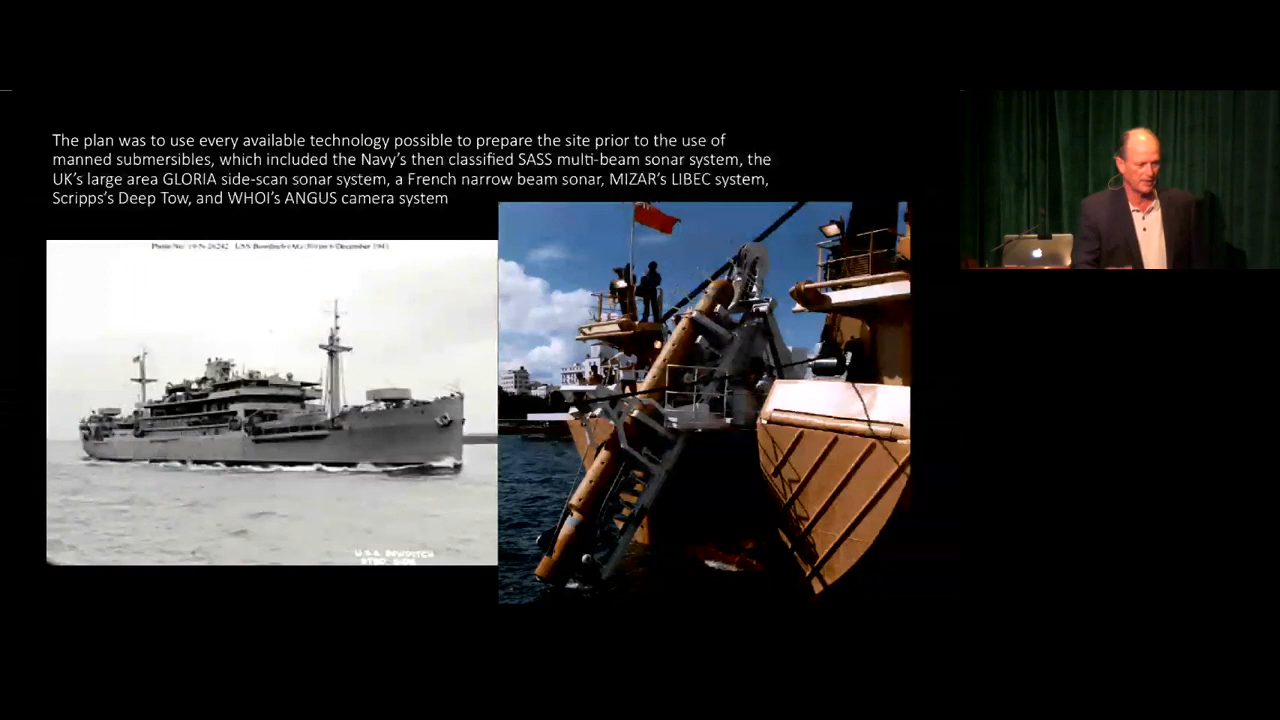 The plan was to use every available technology possible to prepare the site prior to the use of
manned submersibles, which included the Navy's then classified SASS multi-beam sonar system, the
UK's large area GLORIA side-scan sonar system, a French narrow beam sonar, MIZAR's LIBEC system,
Scripps's Deep Tow, and WHOI's ANGUS camera system
U.S.S. BOWDITCH